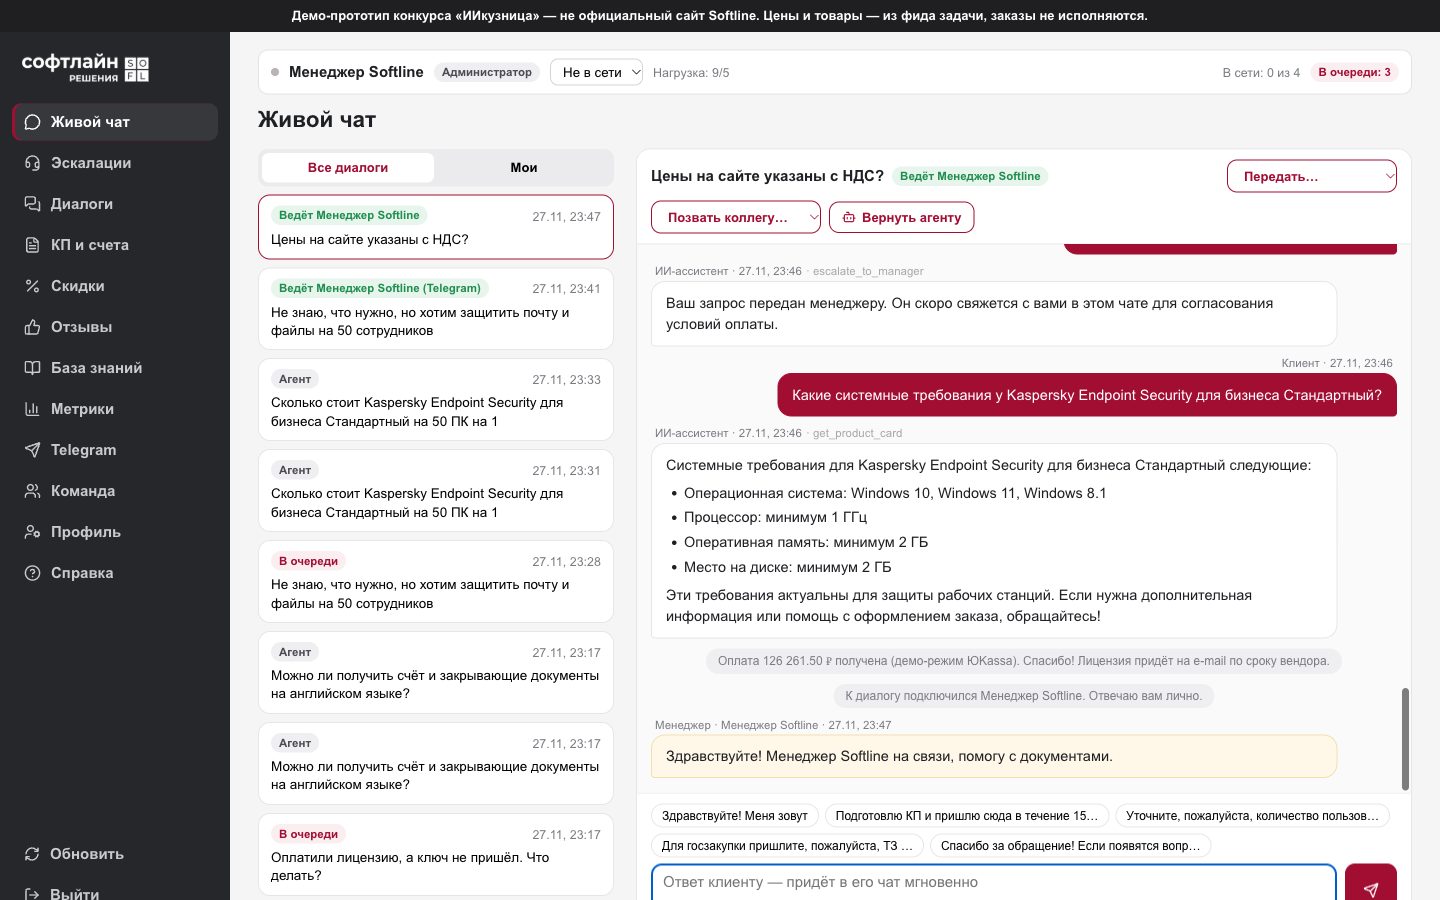 Демо-прототип конкурса «ИИкузница» — не официальный сайт Softline. Цены и товары — из фида задачи, заказы не исполняются.
софтлайн
РЕШЕНИЯ
SO
FL
Живой чат
Эскалации
Диалоги
КП и счета
Скидки
Отзывы
База знаний
Метрики
Telegram
Команда
Профиль
Справка
Обновить
Выйти
Менеджер Softline
Администратор
Не в сети
Нагрузка: 9/5
В сети: 0 из 4
В очереди: 3
Живой чат
Все диалоги
Мои
Ведёт Менеджер Softline
27.11, 23:47
Цены на сайте указаны с НДС?
Ведёт Менеджер Softline (Telegram)
27.11, 23:41
Не знаю, что нужно, но хотим защитить почту и
файлы на 50 сотрудников
Агент
27.11, 23:33
Сколько стоит Kaspersky Endpoint Security для
бизнеса Стандартный на 50 ПК на 1
Агент
27.11, 23:31
Сколько стоит Kaspersky Endpoint Security для
бизнеса Стандартный на 50 ПК на 1
В очереди
27.11, 23:28
Не знаю, что нужно, но хотим защитить почту и
файлы на 50 сотрудников
Агент
27.11, 23:17
Можно ли получить счёт и закрывающие документы
на английском языке?
Агент
27.11, 23:17
Можно ли получить счёт и закрывающие документы
на английском языке?
В очереди
27.11, 23:17
Оплатили лицензию, а ключ не пришёл. Что
делать?
Цены на сайте указаны с НДС?
Ведёт Менеджер Softline
Передать…
Позвать коллегу…
Вернуть агенту
ИИ-ассистент · 27.11, 23:46 · escalate_to_manager
Ваш запрос передан менеджеру. Он скоро свяжется с вами в этом чате для согласования
условий оплаты.
Клиент · 27.11, 23:46
Какие системные требования у Kaspersky Endpoint Security для бизнеса Стандартный?
ИИ-ассистент · 27.11, 23:46 · get_product_card
Системные требования для Kaspersky Endpoint Security для бизнеса Стандартный следующие:
• Операционная система: Windows 10, Windows 11, Windows 8.1
• Процессор: минимум 1 ГГц
• Оперативная память: минимум 2 ГБ
• Место на диске: минимум 2 ГБ
Эти требования актуальны для защиты рабочих станций. Если нужна дополнительная
информация или помощь с оформлением заказа, обращайтесь!
Оплата 126 261.50 ₽ получена (демо-режим ЮKassa). Спасибо! Лицензия придёт на e-mail по сроку вендора.
К диалогу подключился Менеджер Softline. Отвечаю вам лично.
Менеджер · Менеджер Softline · 27.11, 23:47
Здравствуйте! Менеджер Softline на связи, помогу с документами.
Здравствуйте! Меня зовут
Подготовлю КП и пришлю сюда в течение 15…
Уточните, пожалуйста, количество пользов…
Для госзакупки пришлите, пожалуйста, ТЗ …
Спасибо за обращение! Если появятся вопр…
Ответ клиенту — придёт в его чат мгновенно